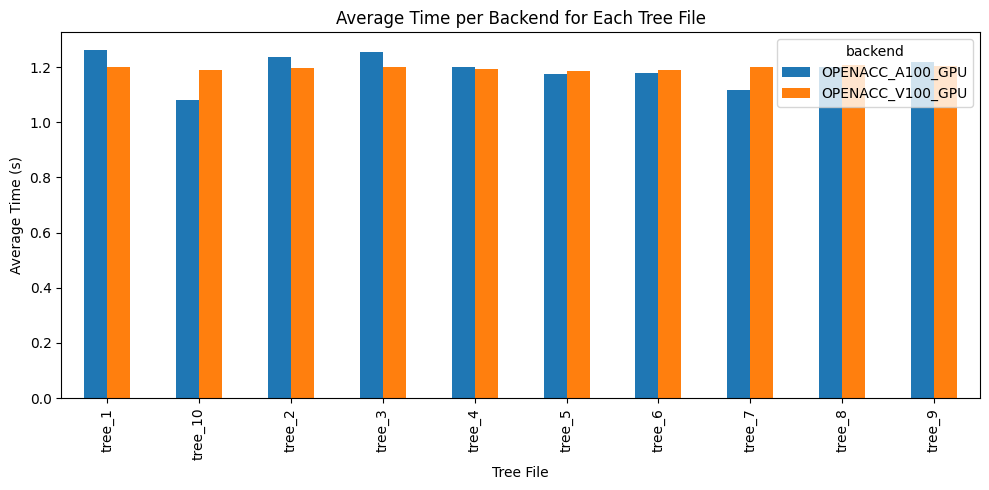 Average Time per Backend for Each Tree File
backend
OPENACC_A100_GPU
OPENACC_V100_GPU
Average Time (s)
1.2
1.0
0.8
0.6
0.4
0.2
0.0
tree_1
tree_10
tree_2
tree_3
tree_4
tree_5
tree_6
tree_7
tree_8
tree_9
Tree File